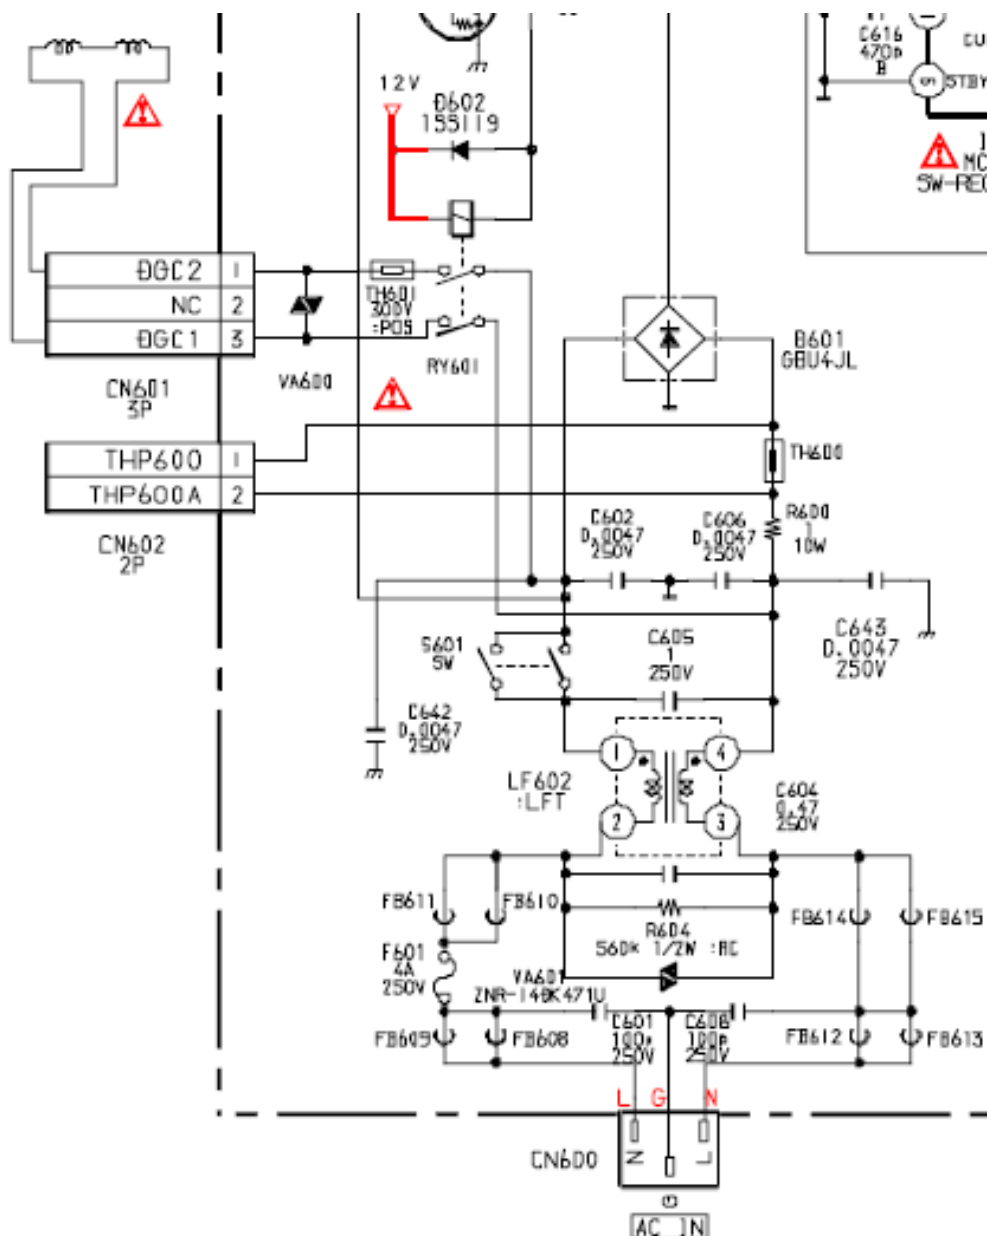 C616
470p
B
STBY
12V
D602
1SS119
MC
SW-REG
DGC2 1
NC 2
DGC1 3
TH601
300V
:POS
RY601
VA600
CN601
3P
B601
GBU4JL
THP600 1
THP600A 2
CN602
2P
TH600
R600
1
10W
C602
0.0047
250V
C606
0.0047
250V
C643
0.0047
250V
S601
SW
C605
1
250V
C642
0.0047
250V
1
4
2
3
LF602
:LFT
C604
0.47
250V
FB611
FB610
FB614
FB615
R604
560k 1/2W :RC
F601
4A
250V
VA601
ZNR-14BK471U
FB609
FB608
C601
100p
250V
C608
100p
250V
FB612
FB613
L G N
CN600
N L
G
AC IN